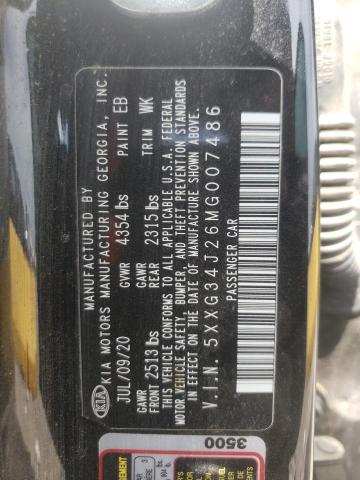 MANUFACTURED BY
KIA KIA MOTORS MANUFACTURING GEORGIA, INC.
JUL/09/20 GVWR 4354 lbs PAINT EB
GAWR FRONT 2513 lbs GAWR REAR 2315 lbs TRIM WK
THIS VEHICLE CONFORMS TO ALL APPLICABLE U.S.A. FEDERAL
MOTOR VEHICLE SAFETY, BUMPER, AND THEFT PREVENTION STANDARDS
IN EFFECT ON THE DATE OF MANUFACTURE SHOWN ABOVE.
V.I.N. 5XXG34J26MG007486
PASSENGER CAR
3500